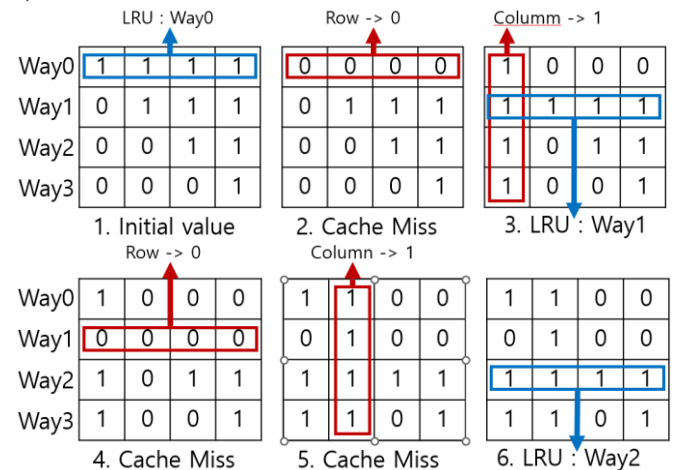 LRU : Way0 Row -> 0 Columm -> 1
Way0 1 1 1 1 0 0 0 0 1 0 0 0
Way1 0 1 1 1 0 1 1 1 1 1 1 1
Way2 0 0 1 1 0 0 1 1 1 0 1 1
Way3 0 0 0 1 0 0 0 1 1 0 0 1
1. Initial value 2. Cache Miss 3. LRU : Way1
Row -> 0 Column -> 1
Way0 1 0 0 0 1 1 0 0 1 1 0 0
Way1 0 0 0 0 0 1 0 0 0 1 0 0
Way2 1 0 1 1 1 1 1 1 1 1 1 1
Way3 1 0 0 1 1 1 0 1 1 1 0 1
4. Cache Miss 5. Cache Miss 6. LRU : Way2